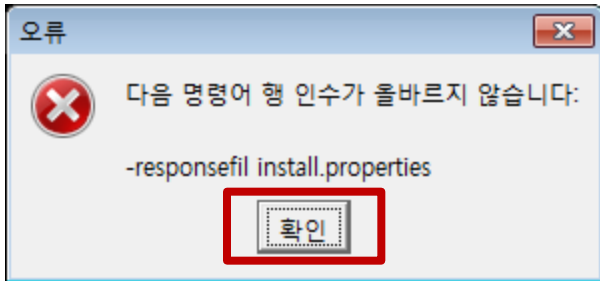 오류
다음 명령어 행 인수가 올바르지 않습니다:
-responsefil install.properties
확인